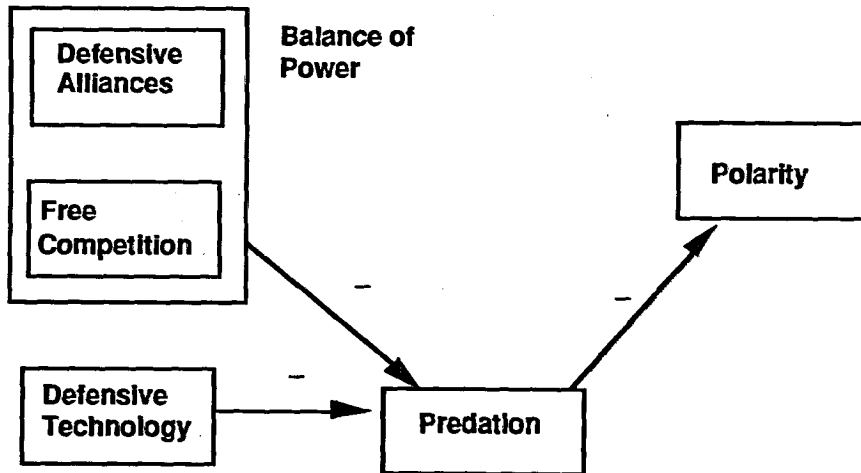 Defensive
Alliances
Balance of
Power
Free
Competition
Polarity
–
–
–
Defensive
Technology
Predation